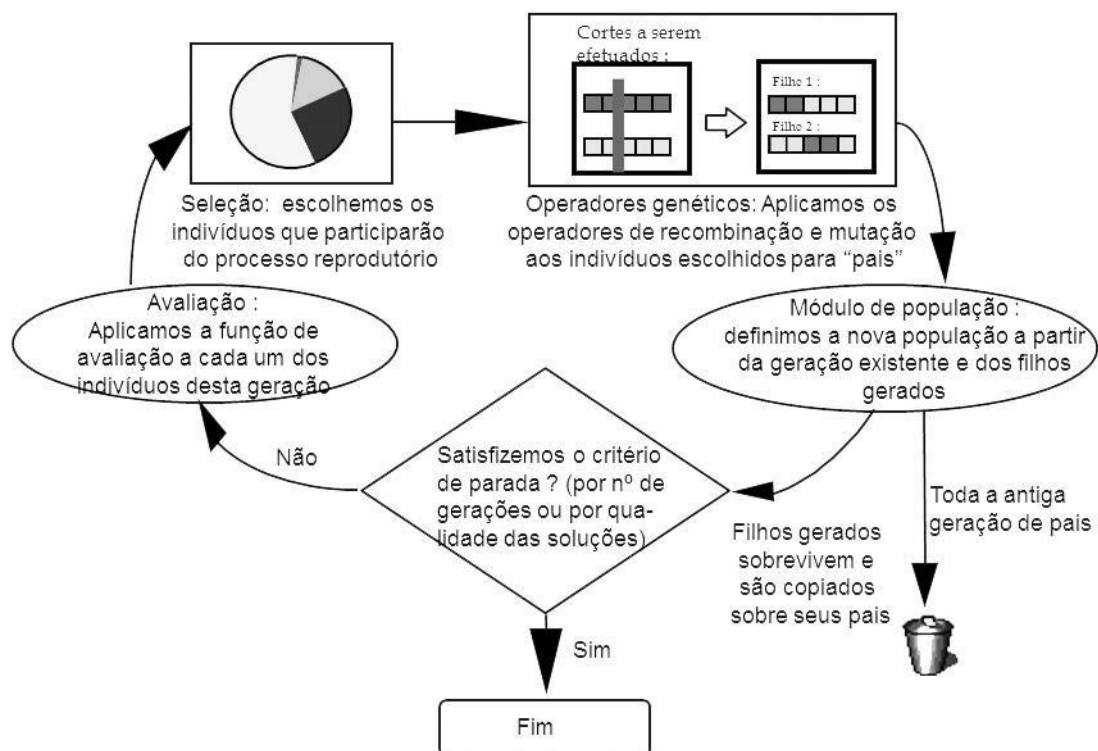 Cortes a serem
efetuados :
Filho 1 :
Filho 2 :
Seleção: escolhemos os
indivíduos que participarão
do processo reprodutório
Operadores genéticos: Aplicamos os
operadores de recombinação e mutação
aos indivíduos escolhidos para “pais”
Avaliação :
Aplicamos a função de
avaliação a cada um dos
indivíduos desta geração
Módulo de população :
definimos a nova população a partir
da geração existente e dos filhos
gerados
Não
Satisfizemos o critério
de parada ? (por nº de
gerações ou por qua-
lidade das soluções)
Toda a antiga
geração de pais
Filhos gerados
sobrevivem e
são copiados
sobre seus pais
Sim
Fim